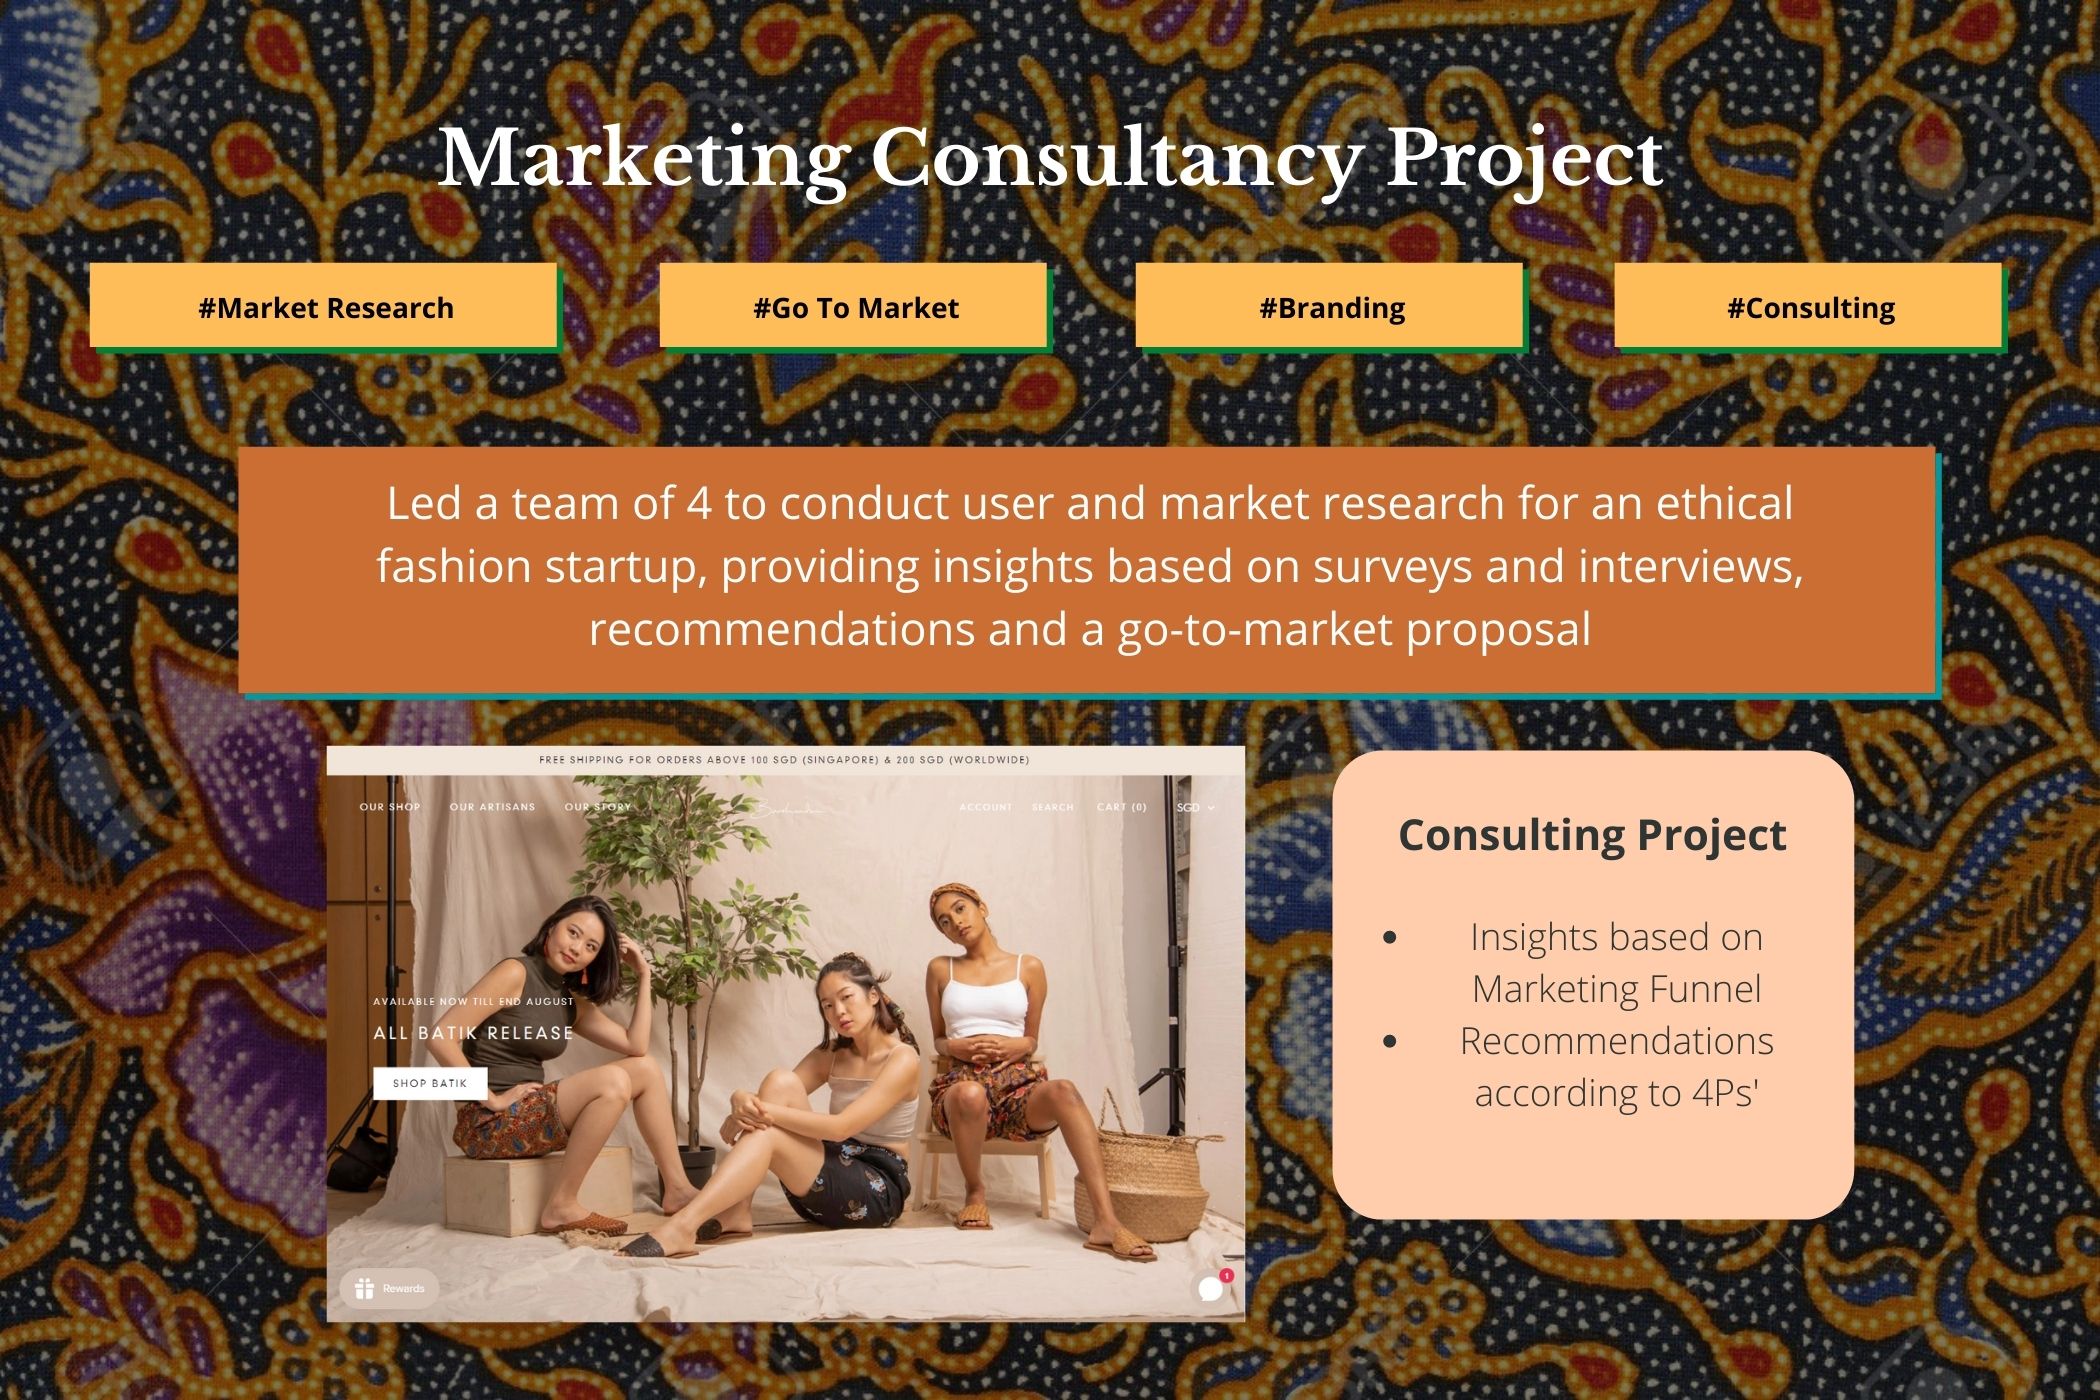 Marketing Consultancy Project
#Market Research
#Go To Market
#Branding
#Consulting
Led a team of 4 to conduct user and market research for an ethical
fashion startup, providing insights based on surveys and interviews,
recommendations and a go-to-market proposal
FREE SHIPPING FOR ORDERS ABOVE 100 SGD (SINGAPORE) & 200 SGD (WORLDWIDE)
OUR SHOP OUR ARTISANS OUR STORY
ACCOUNT SEARCH CART (0) SGD
AVAILABLE NOW TILL END AUGUST
ALL BATIK RELEASE
SHOP BATIK
Rewards
1
Consulting Project
• Insights based on
Marketing Funnel
• Recommendations
according to 4Ps'